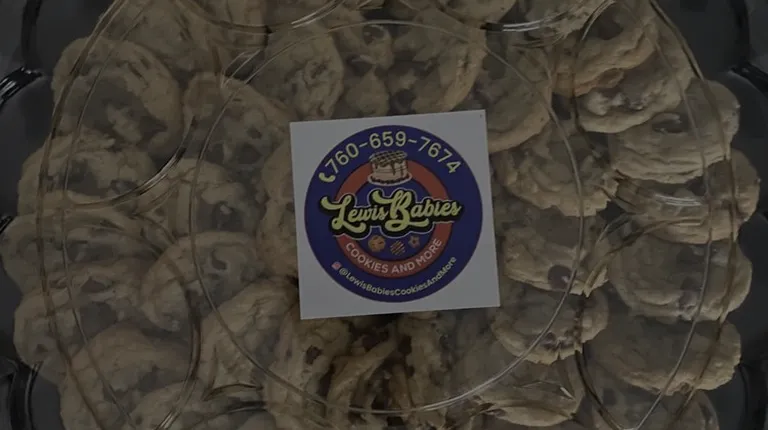 760-659-7674
Lewis Babies
COOKIES AND MORE
@LewisBabiesCookiesAndMore